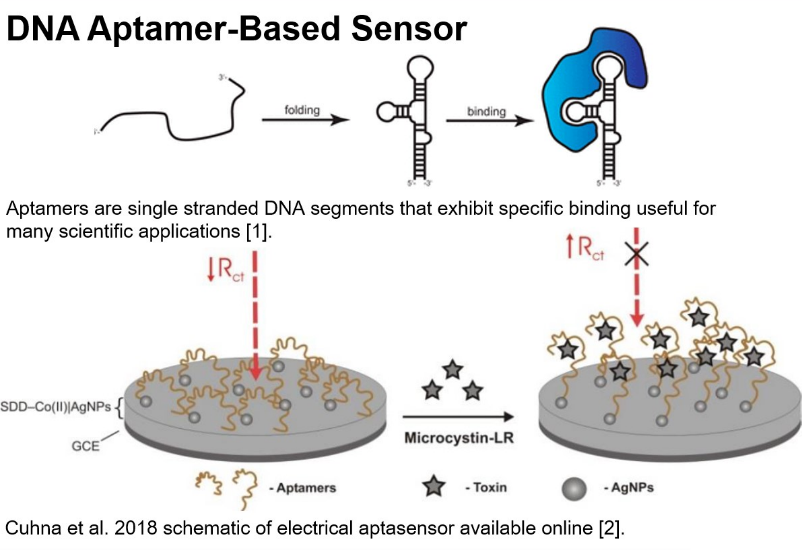 DNA Aptamer-Based Sensor
3'-
folding
binding
5'-
5'- -3'
5'- -3'
Aptamers are single stranded DNA segments that exhibit specific binding useful for
many scientific applications [1].
↓Rct
↑Rct
SDD–Co(II)|AgNPs
GCE
Microcystin-LR
- Aptamers
- Toxin
- AgNPs
Cuhna et al. 2018 schematic of electrical aptasensor available online [2].